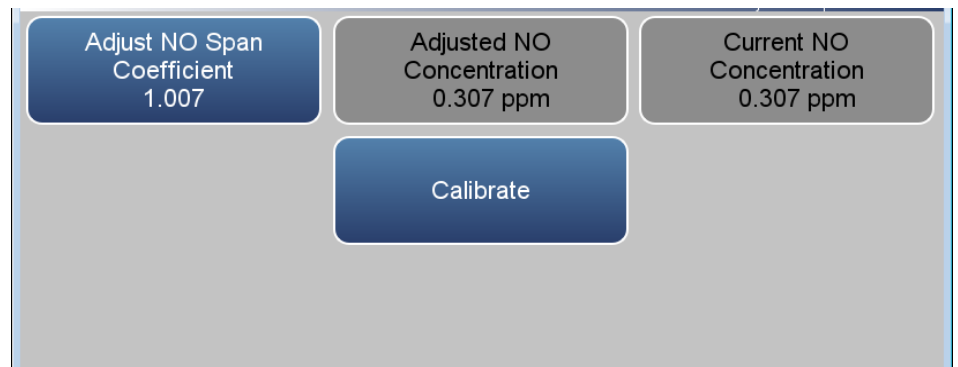 Adjust NO Span
Coefficient
1.007
Adjusted NO
Concentration
0.307 ppm
Current NO
Concentration
0.307 ppm
Calibrate